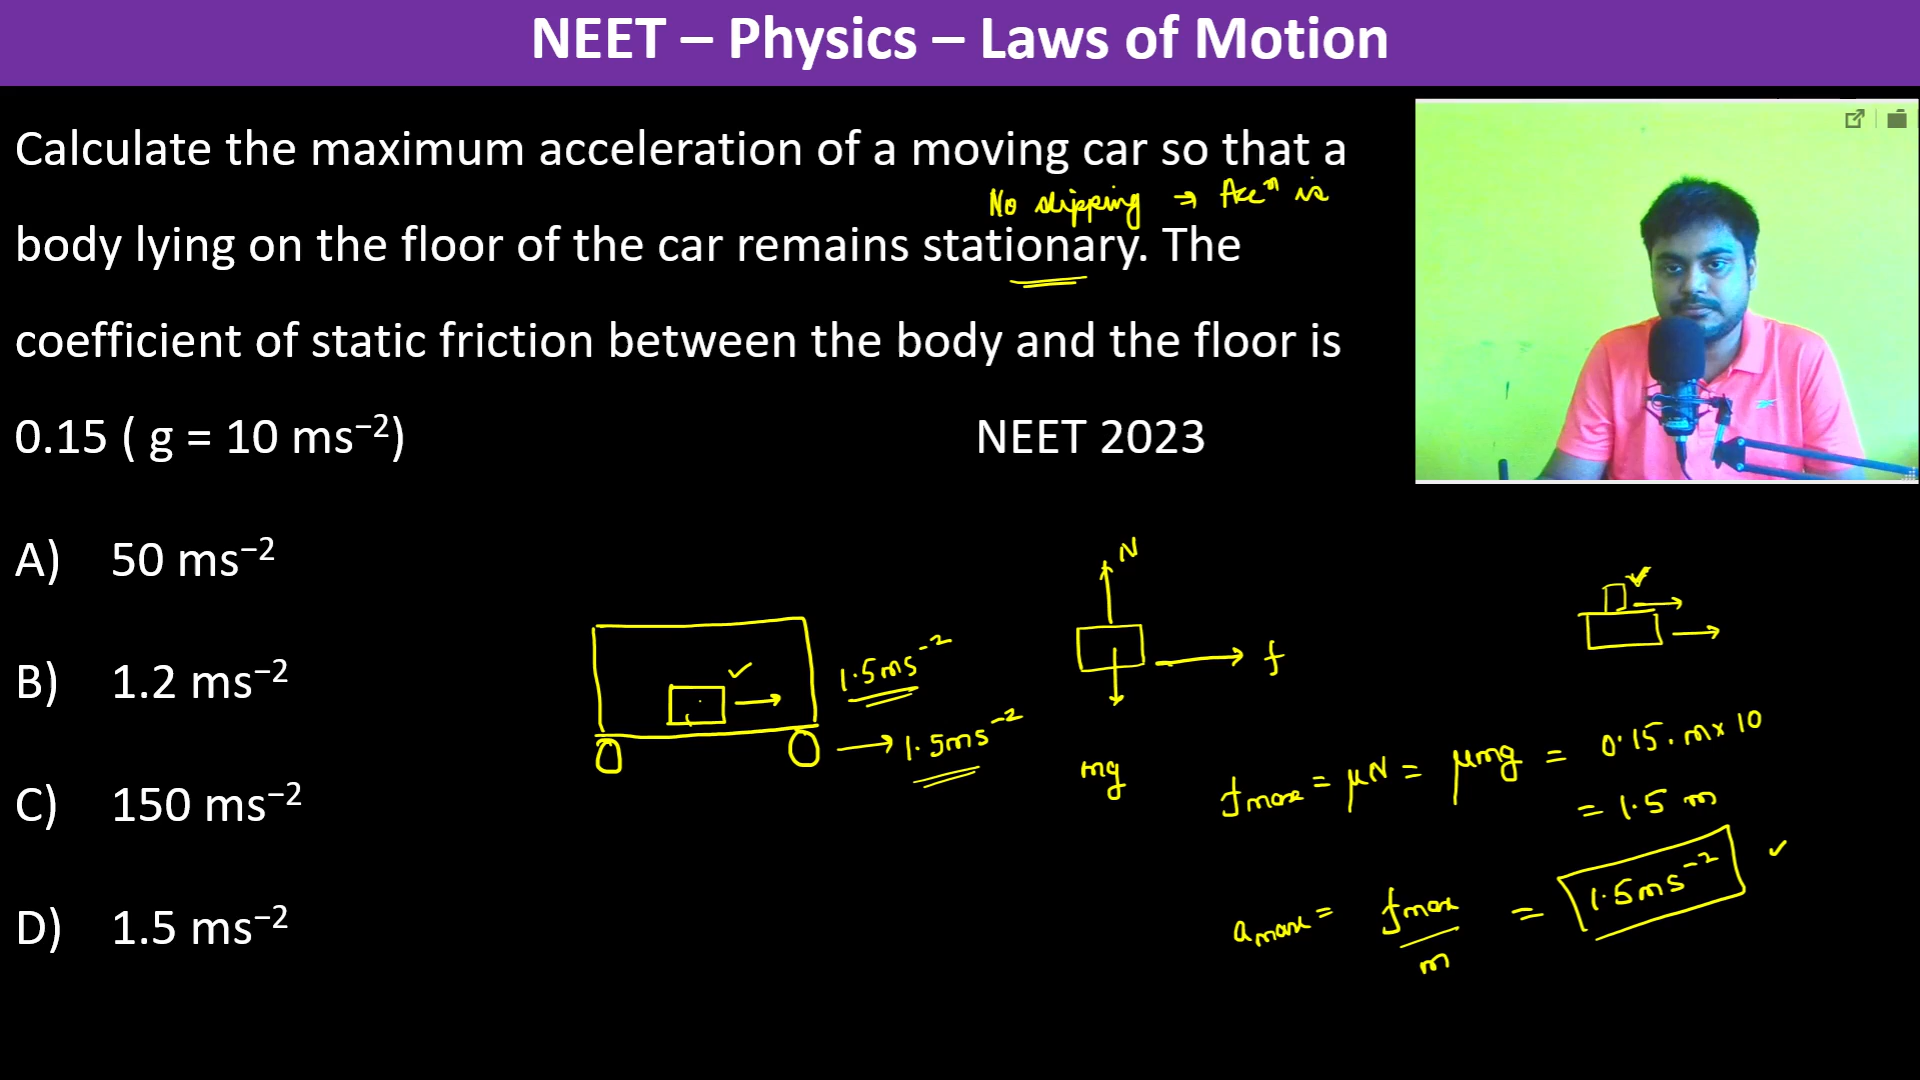 NEET – Physics – Laws of Motion
Calculate the maximum acceleration of a moving car so that a
No slipping → Accⁿ is
body lying on the floor of the car remains stationary. The
coefficient of static friction between the body and the floor is
0.15 ( g = 10 ms⁻²) NEET 2023
A) 50 ms⁻²
B) 1.2 ms⁻²
C) 150 ms⁻²
D) 1.5 ms⁻²
1.5ms⁻²
→ 1.5ms⁻²
N
f
mg
fmax = μN = μmg = 0.15. m x 10
= 1.5 m
amax = fmax/m = 1.5ms⁻² ✓